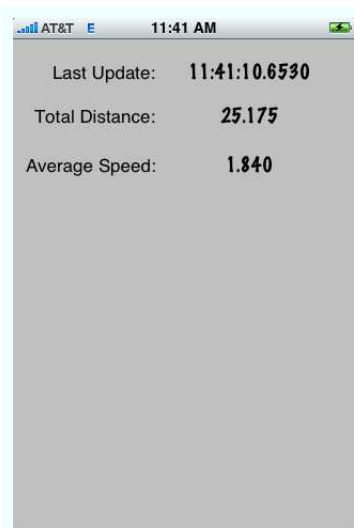 AT&T E 11:41 AM
Last Update: 11:41:10.6530
Total Distance: 25.175
Average Speed: 1.840